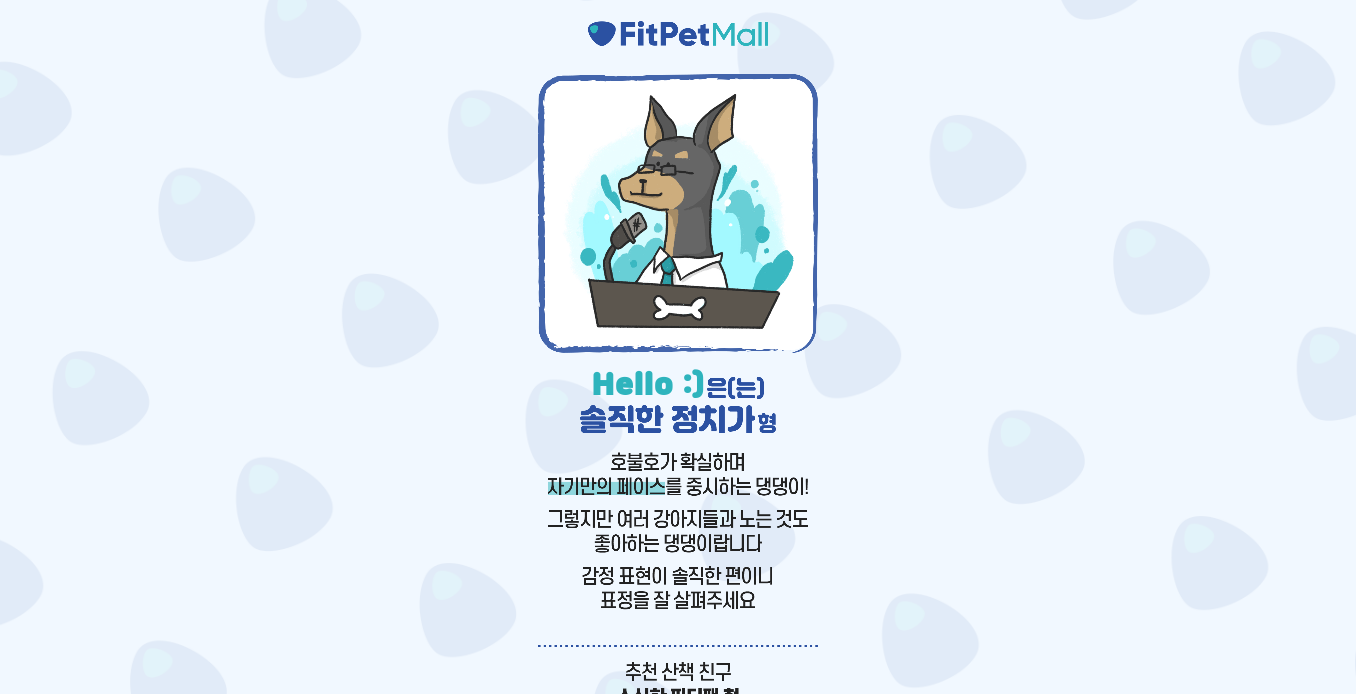 FitPetMall
Hello :)은(는)
솔직한 정치가형
호불호가 확실하며
자기만의 페이스를 중시하는 댕댕이!
그렇지만 여러 강아지들과 노는 것도
좋아하는 댕댕이랍니다
감정 표현이 솔직한 편이니
표정을 잘 살펴주세요
추천 산책 친구